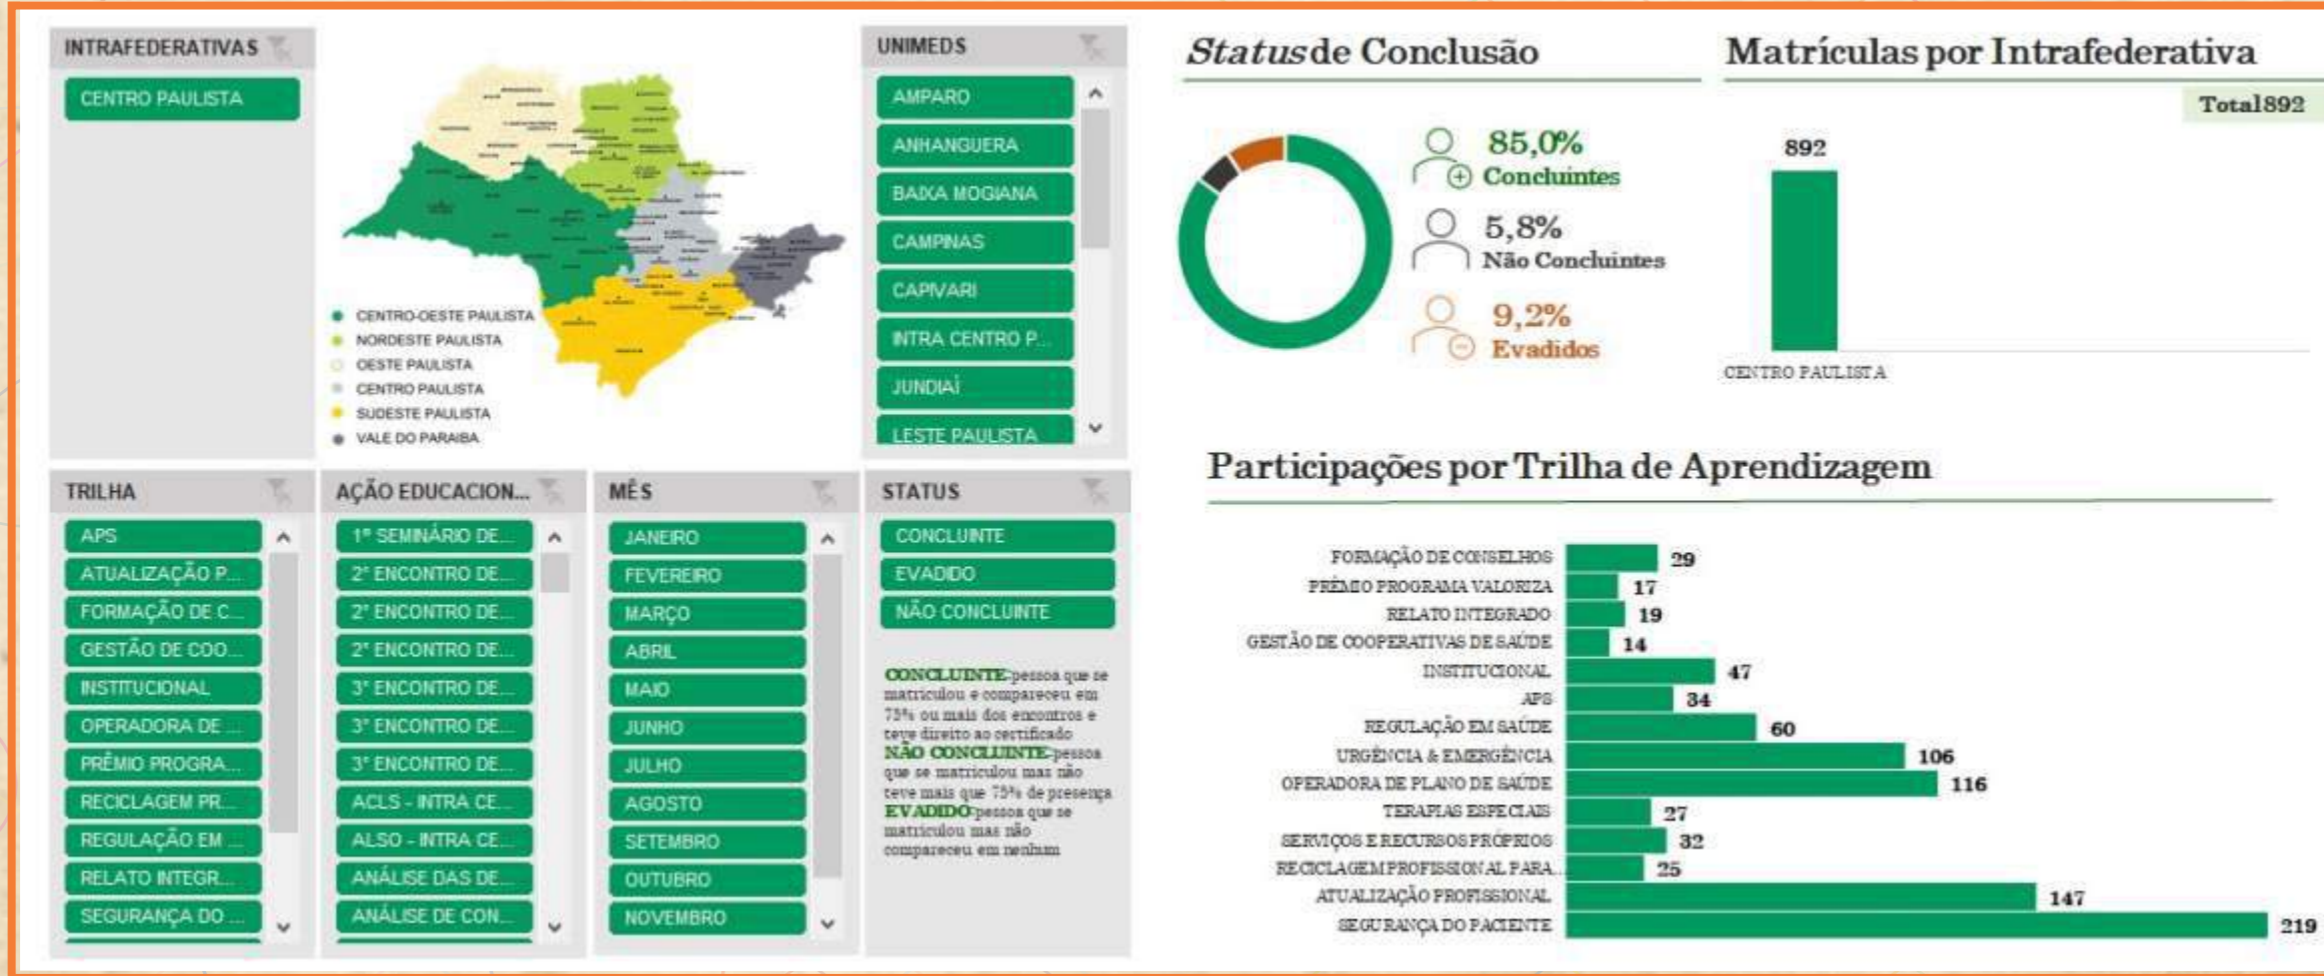 INTRAFEDERATIVAS
CENTRO PAULISTA
CENTRO-OESTE PAULISTA
NORDESTE PAULISTA
OESTE PAULISTA
CENTRO PAULISTA
SUDESTE PAULISTA
VALE DO PARAIBA
UNIMEDS
AMPARO
ANHANGUERA
BAIXA MOGIANA
CAMPINAS
CAPIVARI
INTRA CENTRO P...
JUNDIAÍ
LESTE PAULISTA
TRILHA
APS
ATUALIZAÇÃO P...
FORMAÇÃO DE C...
GESTÃO DE COO...
INSTITUCIONAL
OPERADORA DE ...
PRÊMIO PROGRA...
RECICLAGEM PR...
REGULAÇÃO EM ...
RELATO INTEGR...
SEGURANÇA DO ...
AÇÃO EDUCACION...
1º SEMINÁRIO DE...
2° ENCONTRO DE...
2° ENCONTRO DE...
2° ENCONTRO DE...
3° ENCONTRO DE...
3° ENCONTRO DE...
3° ENCONTRO DE...
ACLS - INTRA CE...
ALSO - INTRA CE...
ANÁLISE DAS DE...
ANÁLISE DE CON...
MÊS
JANEIRO
FEVEREIRO
MARÇO
ABRIL
MAIO
JUNHO
JULHO
AGOSTO
SETEMBRO
OUTUBRO
NOVEMBRO
STATUS
CONCLUINTE
EVADIDO
NÃO CONCLUINTE
CONCLUINTE:pessoa que se
matriculou e compareceu em
75% ou mais dos encontros e
teve direito ao certificado
NÃO CONCLUINTE:pessoa
que se matriculou mas não
teve mais que 75% de presença
EVADIDO:pessoa que se
matriculou mas não
compareceu em nenhum
Status de Conclusão
85,0%
Concluintes
5,8%
Não Concluintes
9,2%
Evadidos
Matrículas por Intrafederativa
Total892
892
CENTRO PAULISTA
Participações por Trilha de Aprendizagem
FORMAÇÃO DE CONSELHOS 29
PRÊMIO PROGRAMA VALORIZA 17
RELATO INTEGRADO 19
GESTÃO DE COOPERATIVAS DE SAÚDE 14
INSTITUCIONAL 47
APS 34
REGULAÇÃO EM SAÚDE 60
URGÊNCIA & EMERGÊNCIA 106
OPERADORA DE PLANO DE SAÚDE 116
TERAPIAS ESPECIAIS 27
SERVIÇOS E RECURSOS PRÓPRIOS 32
RECICLAGEM PROFISSIONAL PARA... 25
ATUALIZAÇÃO PROFISSIONAL 147
SEGURANÇA DO PACIENTE 219